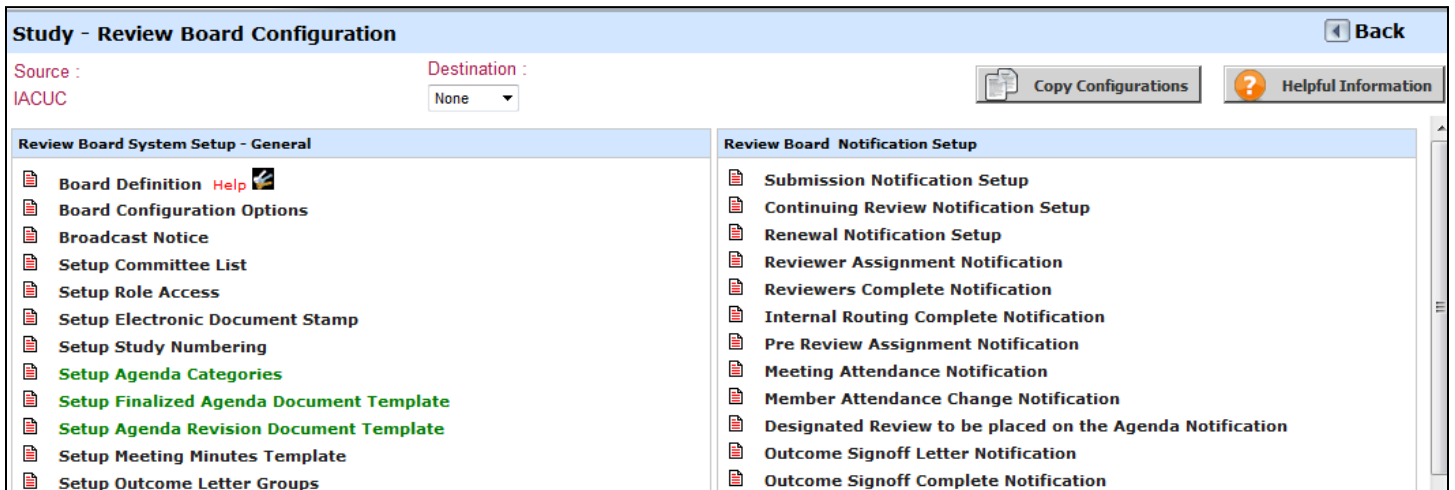 Study - Review Board Configuration
Back
Source :
IACUC
Destination :
None
Copy Configurations
Helpful Information
Review Board System Setup - General
Board Definition Help
Board Configuration Options
Broadcast Notice
Setup Committee List
Setup Role Access
Setup Electronic Document Stamp
Setup Study Numbering
Setup Agenda Categories
Setup Finalized Agenda Document Template
Setup Agenda Revision Document Template
Setup Meeting Minutes Template
Setup Outcome Letter Groups
Review Board Notification Setup
Submission Notification Setup
Continuing Review Notification Setup
Renewal Notification Setup
Reviewer Assignment Notification
Reviewers Complete Notification
Internal Routing Complete Notification
Pre Review Assignment Notification
Meeting Attendance Notification
Member Attendance Change Notification
Designated Review to be placed on the Agenda Notification
Outcome Signoff Letter Notification
Outcome Signoff Complete Notification